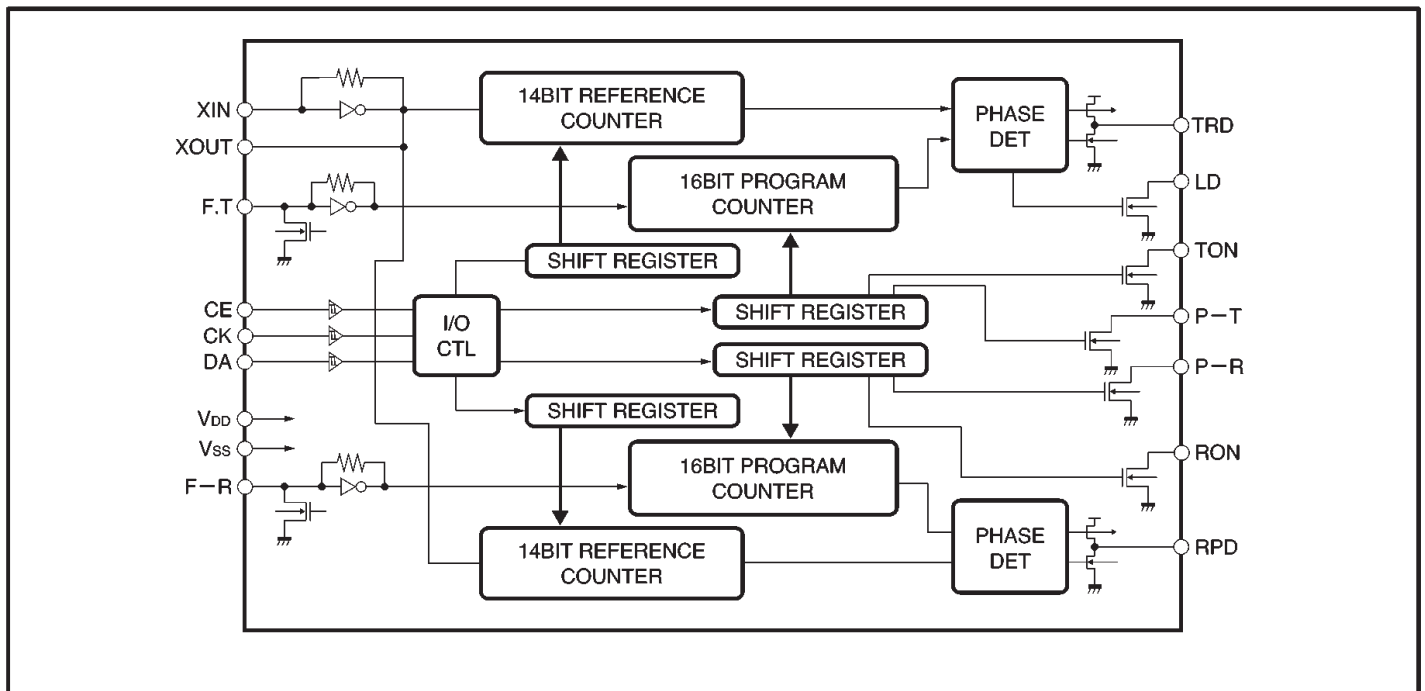 XIN
XOUT
F.T
CE
CK
DA
VDD
VSS
F−R
14BIT REFERENCE
COUNTER
16BIT PROGRAM
COUNTER
SHIFT REGISTER
I/O
CTL
SHIFT REGISTER
SHIFT REGISTER
SHIFT REGISTER
16BIT PROGRAM
COUNTER
14BIT REFERENCE
COUNTER
PHASE
DET
PHASE
DET
TRD
LD
TON
P−T
P−R
RON
RPD